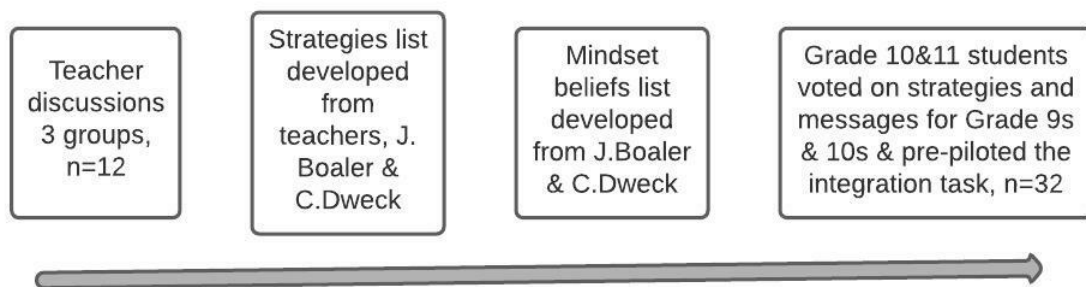 Teacher
discussions
3 groups,
n=12
Strategies list
developed
from
teachers, J.
Boaler &
C.Dweck
Mindset
beliefs list
developed
from J.Boaler
& C.Dweck
Grade 10&11 students
voted on strategies and
messages for Grade 9s
& 10s & pre-piloted the
integration task, n=32